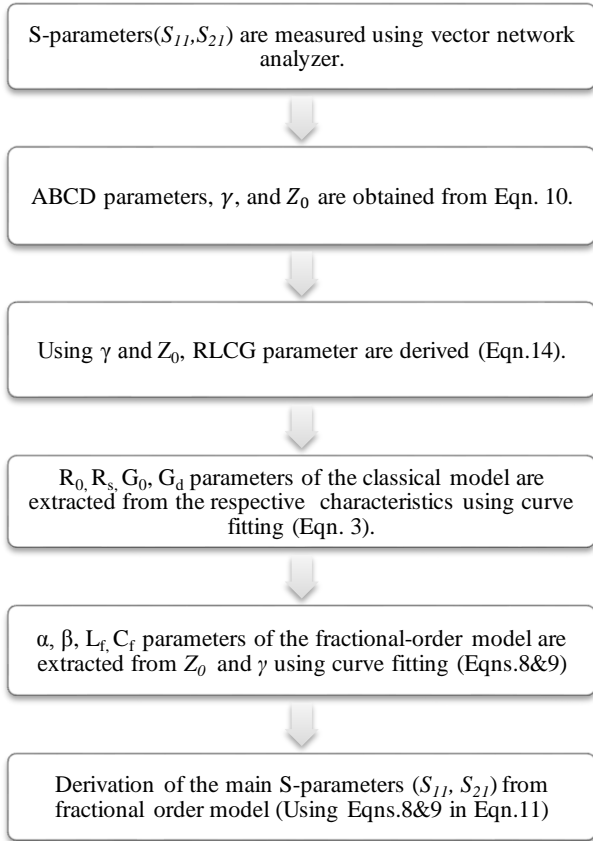 S-parameters(S₁₁,S₂₁) are measured using vector network
analyzer.
ABCD parameters, γ, and Z₀ are obtained from Eqn. 10.
Using γ and Z₀, RLCG parameter are derived (Eqn.14).
R₀, Rₛ, G₀, G_d parameters of the classical model are
extracted from the respective characteristics using curve
fitting (Eqn. 3).
α, β, L_f, C_f parameters of the fractional-order model are
extracted from Z₀ and γ using curve fitting (Eqns.8&9)
Derivation of the main S-parameters (S₁₁, S₂₁) from
fractional order model (Using Eqns.8&9 in Eqn.11)